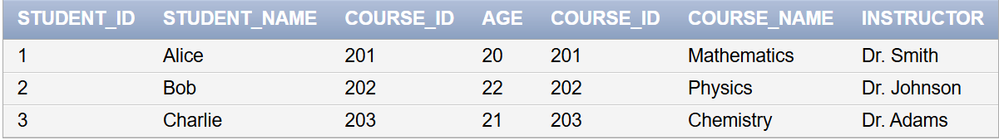 STUDENT_ID STUDENT_NAME COURSE_ID AGE COURSE_ID COURSE_NAME INSTRUCTOR
1 Alice 201 20 201 Mathematics Dr. Smith
2 Bob 202 22 202 Physics Dr. Johnson
3 Charlie 203 21 203 Chemistry Dr. Adams